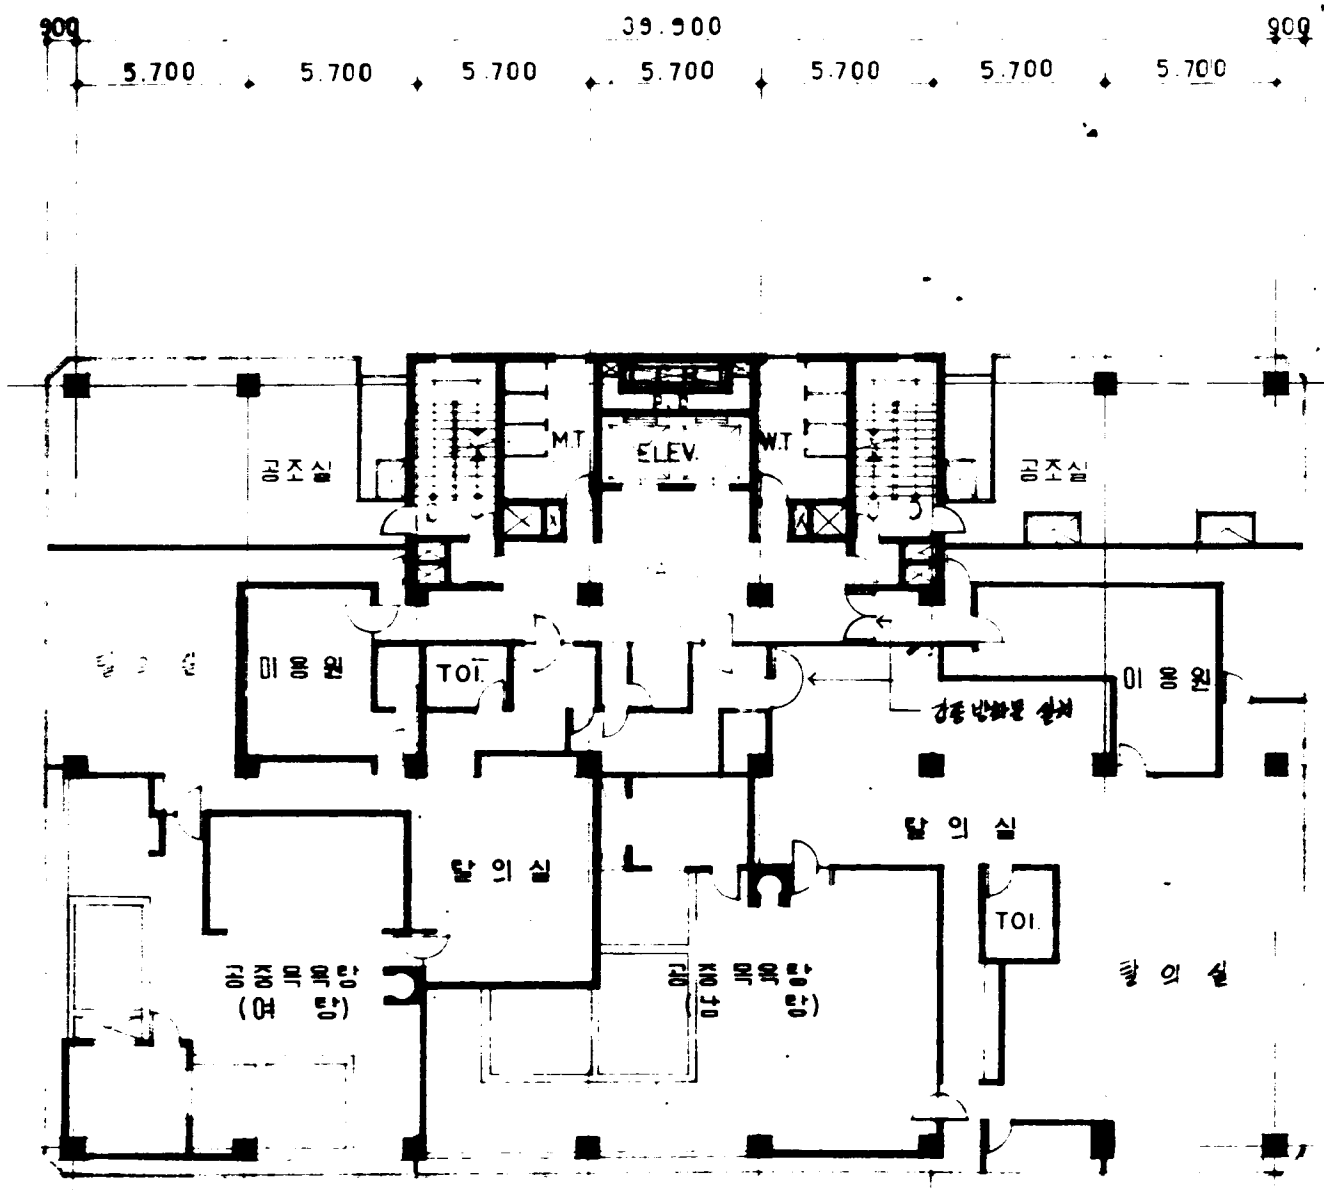 900 39.900 900
5.700 5.700 5.700 5.700 5.700 5.700 5.700
M.T
ELEV.
W.T
공조실
공조실
미용원
TOI.
미용원
탈의실
탈의실
TOI.
공중목욕탕
(여탕)
공중목욕탕
(남탕)
탈의실